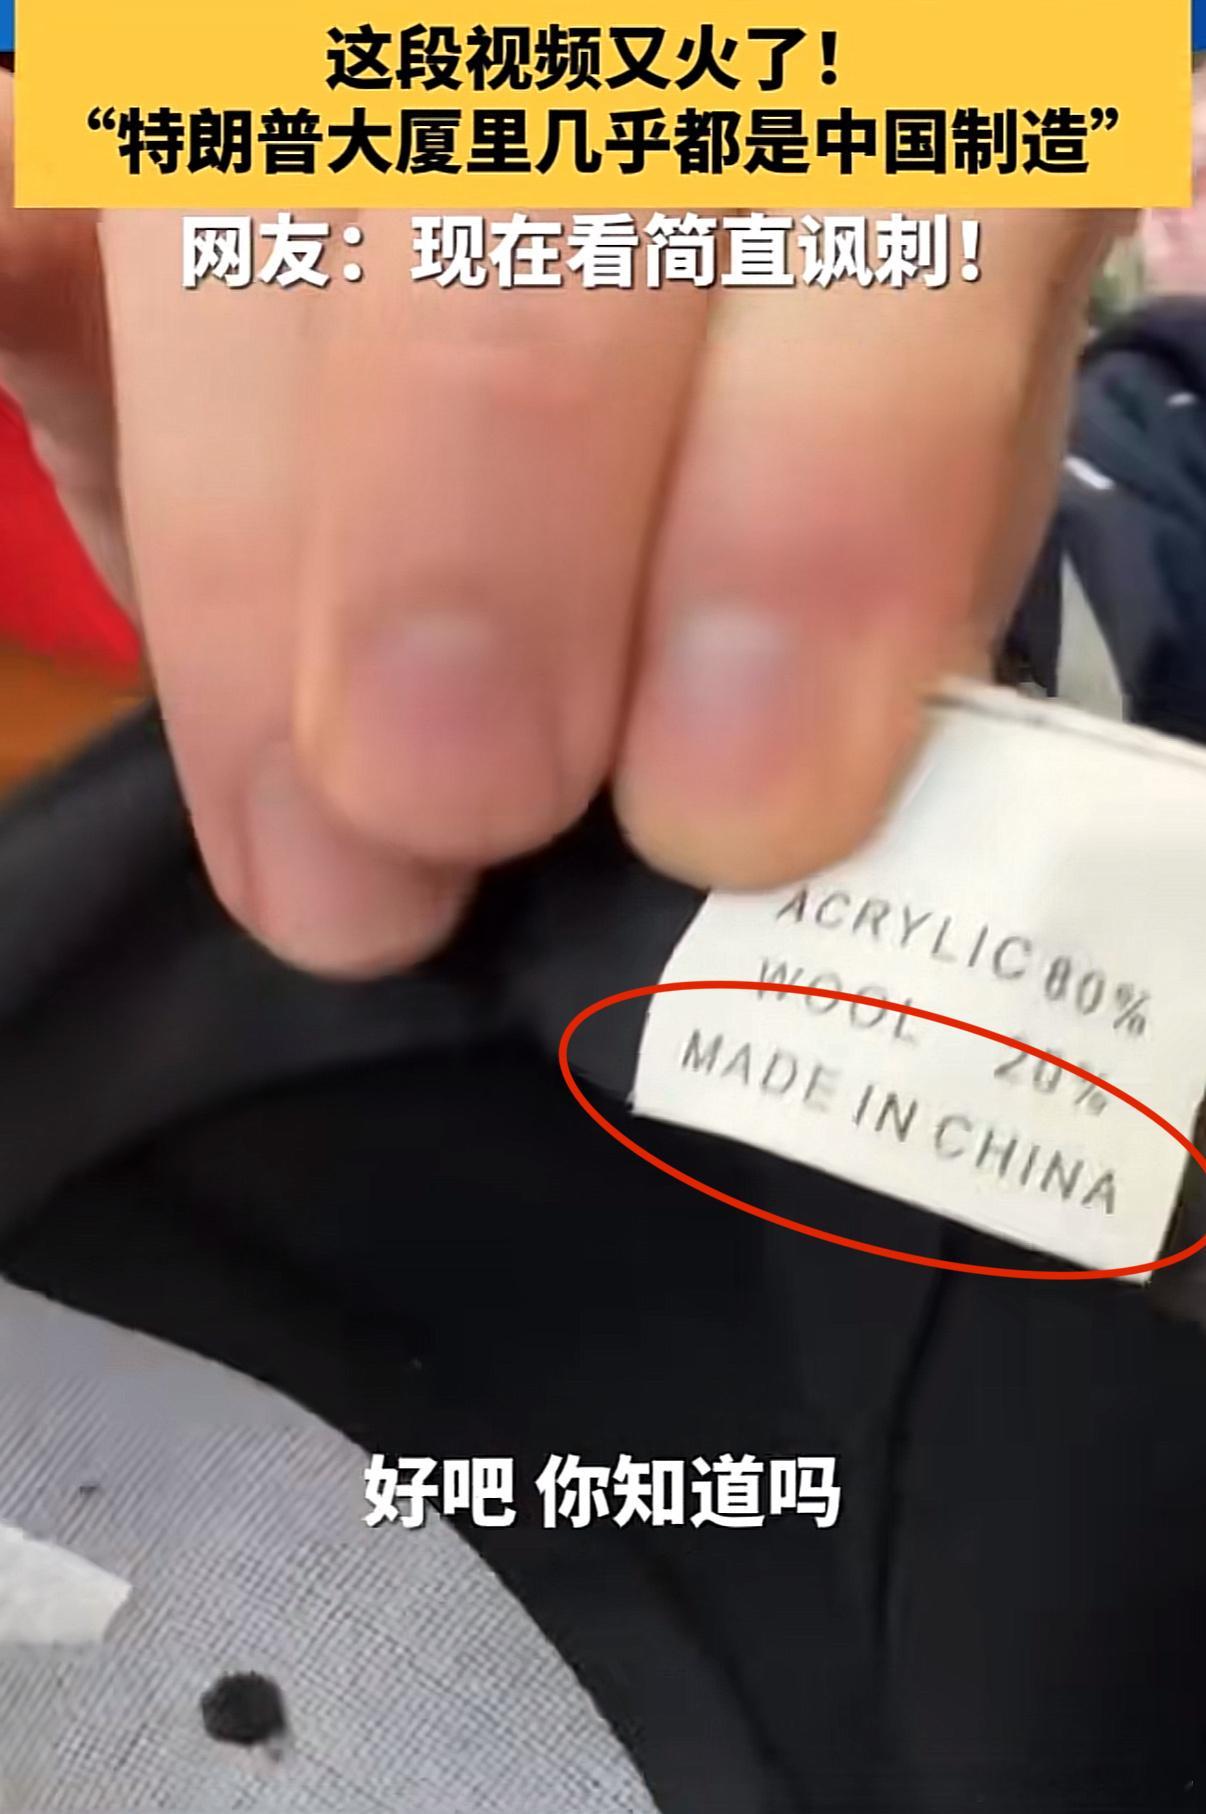 这段视频又火了！
“特朗普大厦里几乎都是中国制造”
网友：现在看简直讽刺！
ACRYLIC 80%
WOOL 20%
MADE IN CHINA
好吧 你知道吗